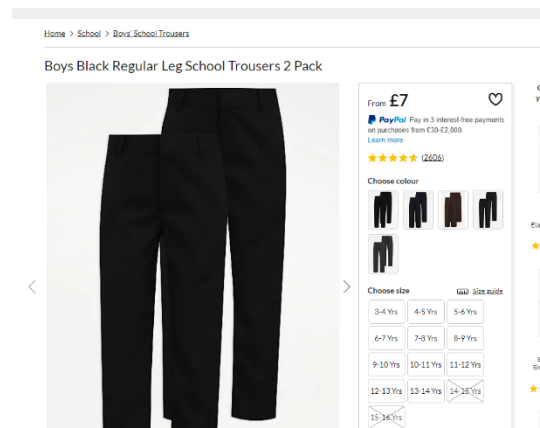 Home > School > Boys' School Trousers
Boys Black Regular Leg School Trousers 2 Pack
From £7
PayPal Pay in 3 interest-free payments
on purchases from £30-£2,000.
Learn more
(2606)
Choose colour
Choose size
Size guide
3-4 Yrs 4-5 Yrs 5-6 Yrs
6-7 Yrs 7-8 Yrs 8-9 Yrs
9-10 Yrs 10-11 Yrs 11-12 Yrs
12-13 Yrs 13-14 Yrs 14-15 Yrs
15-16 Yrs